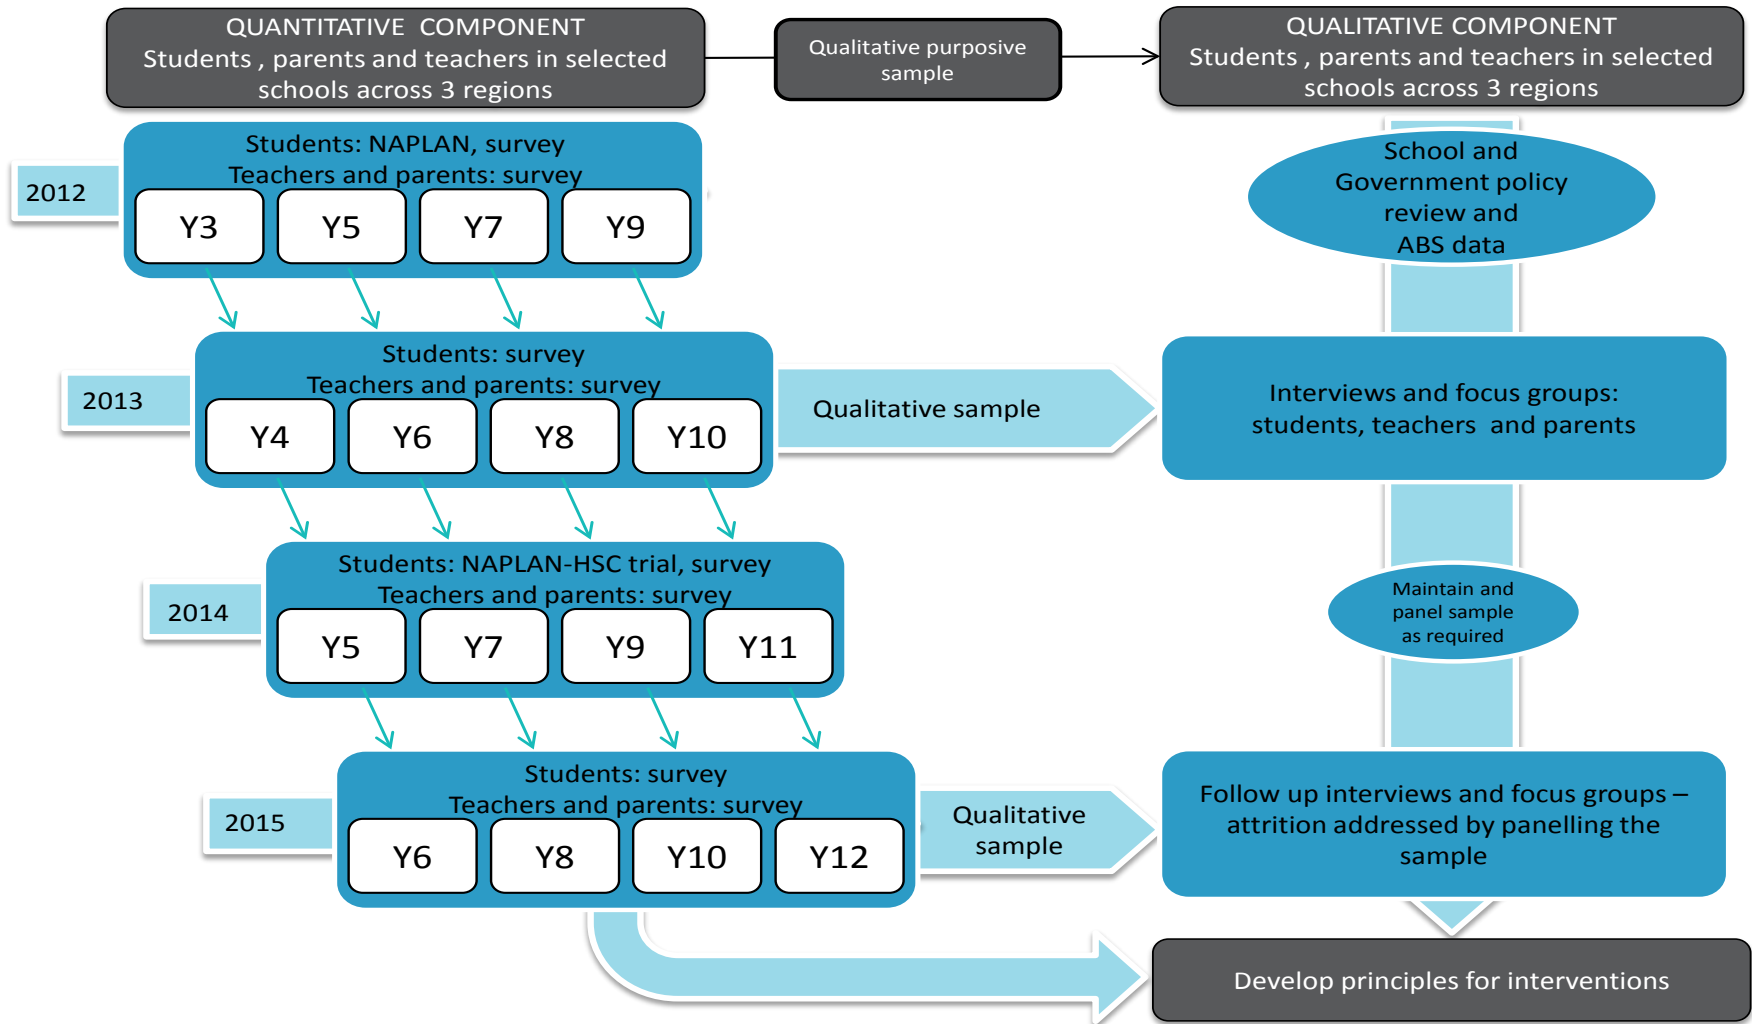 QUANTITATIVE  COMPONENT
Students , parents and teachers in selected
schools across 3 regions
Qualitative purposive
sample
QUALITATIVE COMPONENT
Students , parents and teachers in selected
schools across 3 regions
2012
Students: NAPLAN, survey
Teachers and parents: survey
Y3 Y5 Y7 Y9
School and
Government policy
review and
ABS data
2013
Students: survey
Teachers and parents: survey
Y4 Y6 Y8 Y10
Qualitative sample
Interviews and focus groups:
students, teachers  and parents
2014
Students: NAPLAN-HSC trial, survey
Teachers and parents: survey
Y5 Y7 Y9 Y11
Maintain and
panel sample
as required
2015
Students: survey
Teachers and parents: survey
Y6 Y8 Y10 Y12
Qualitative
sample
Follow up interviews and focus groups –
attrition addressed by panelling the
sample
Develop principles for interventions